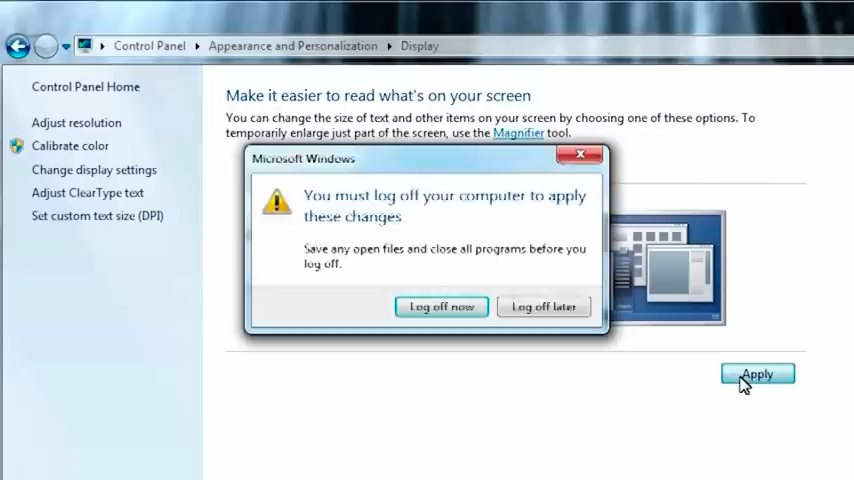 Control Panel Appearance and Personalization Display
Control Panel Home
Adjust resolution
Calibrate color
Change display settings
Adjust ClearType text
Set custom text size (DPI)
Make it easier to read what's on your screen
You can change the size of text and other items on your screen by choosing one of these options. To
temporarily enlarge just part of the screen, use the Magnifier tool.
Microsoft Windows
You must log off your computer to apply
these changes
Save any open files and close all programs before you
log off.
Log off now Log off later
Apply